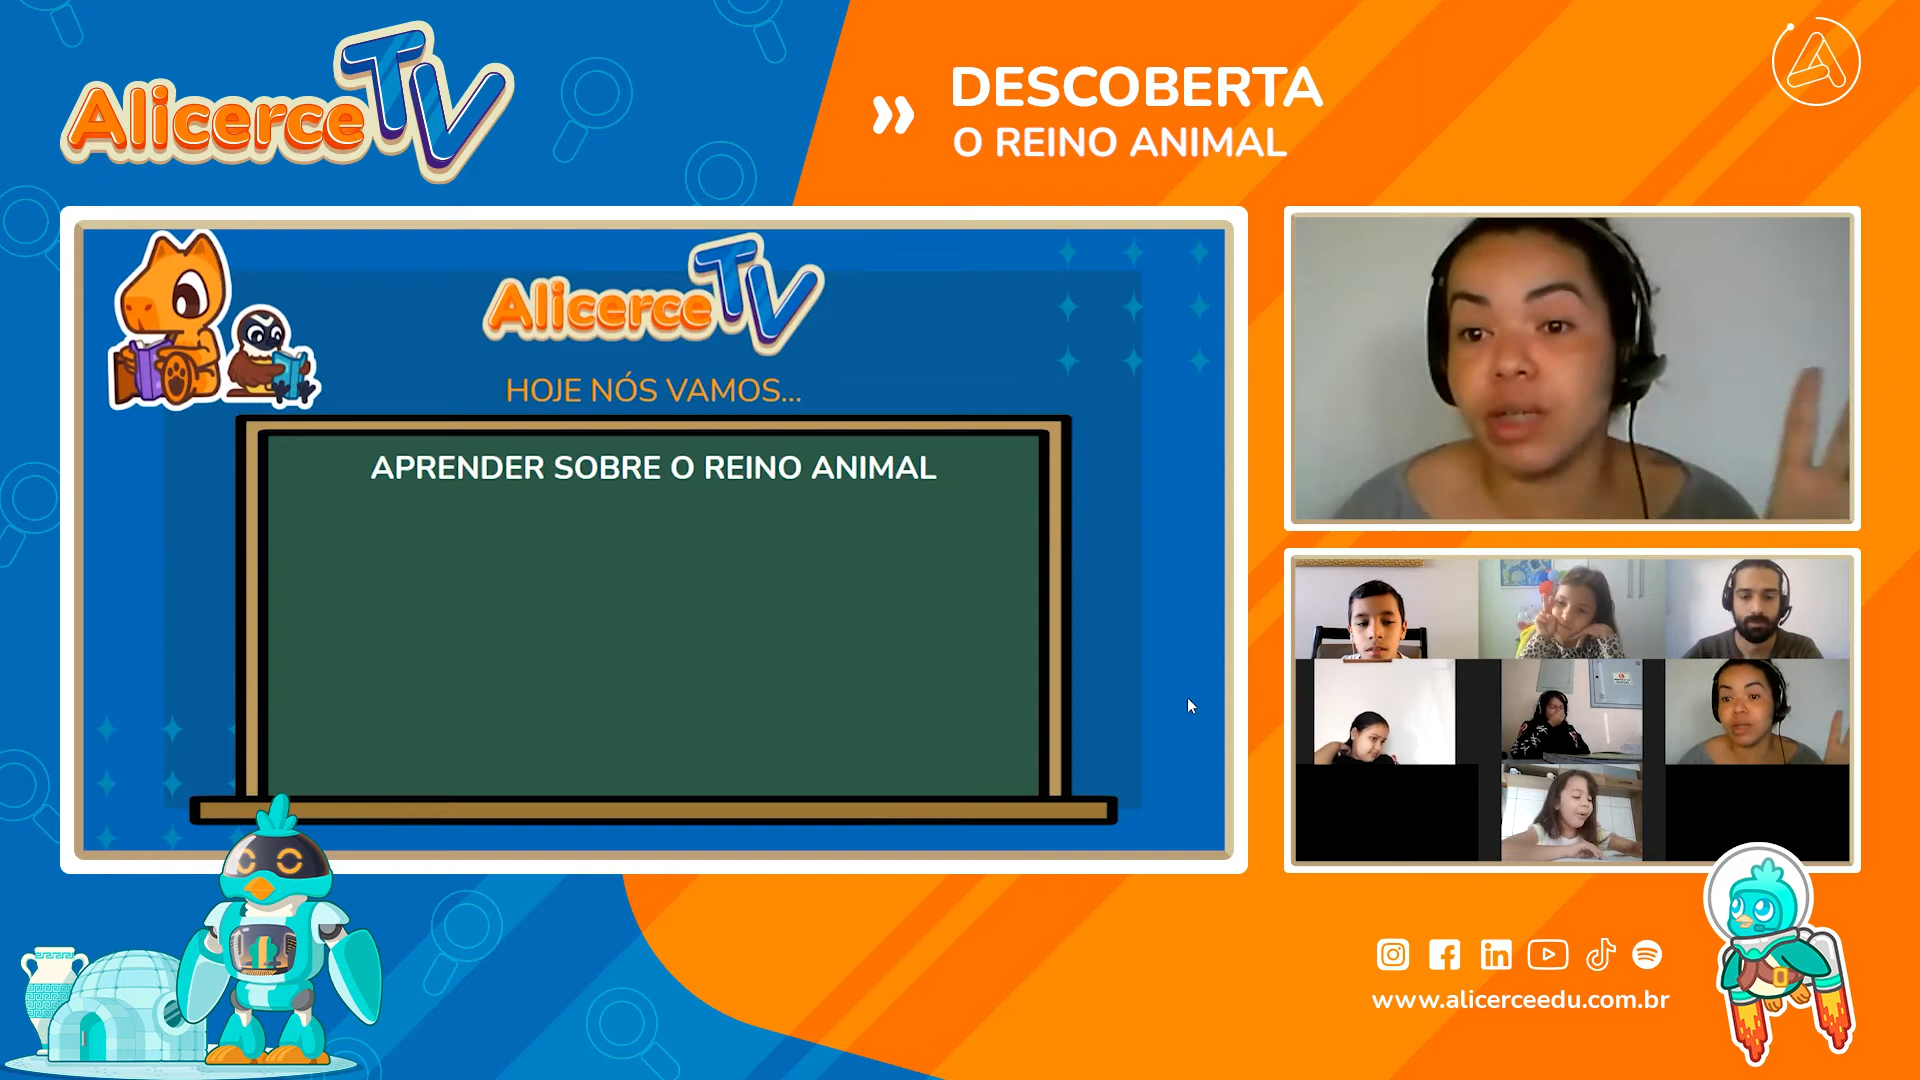 AlicerceTV
DESCOBERTA
O REINO ANIMAL
AlicerceTV
HOJE NÓS VAMOS...
APRENDER SOBRE O REINO ANIMAL
www.alicerceedu.com.br